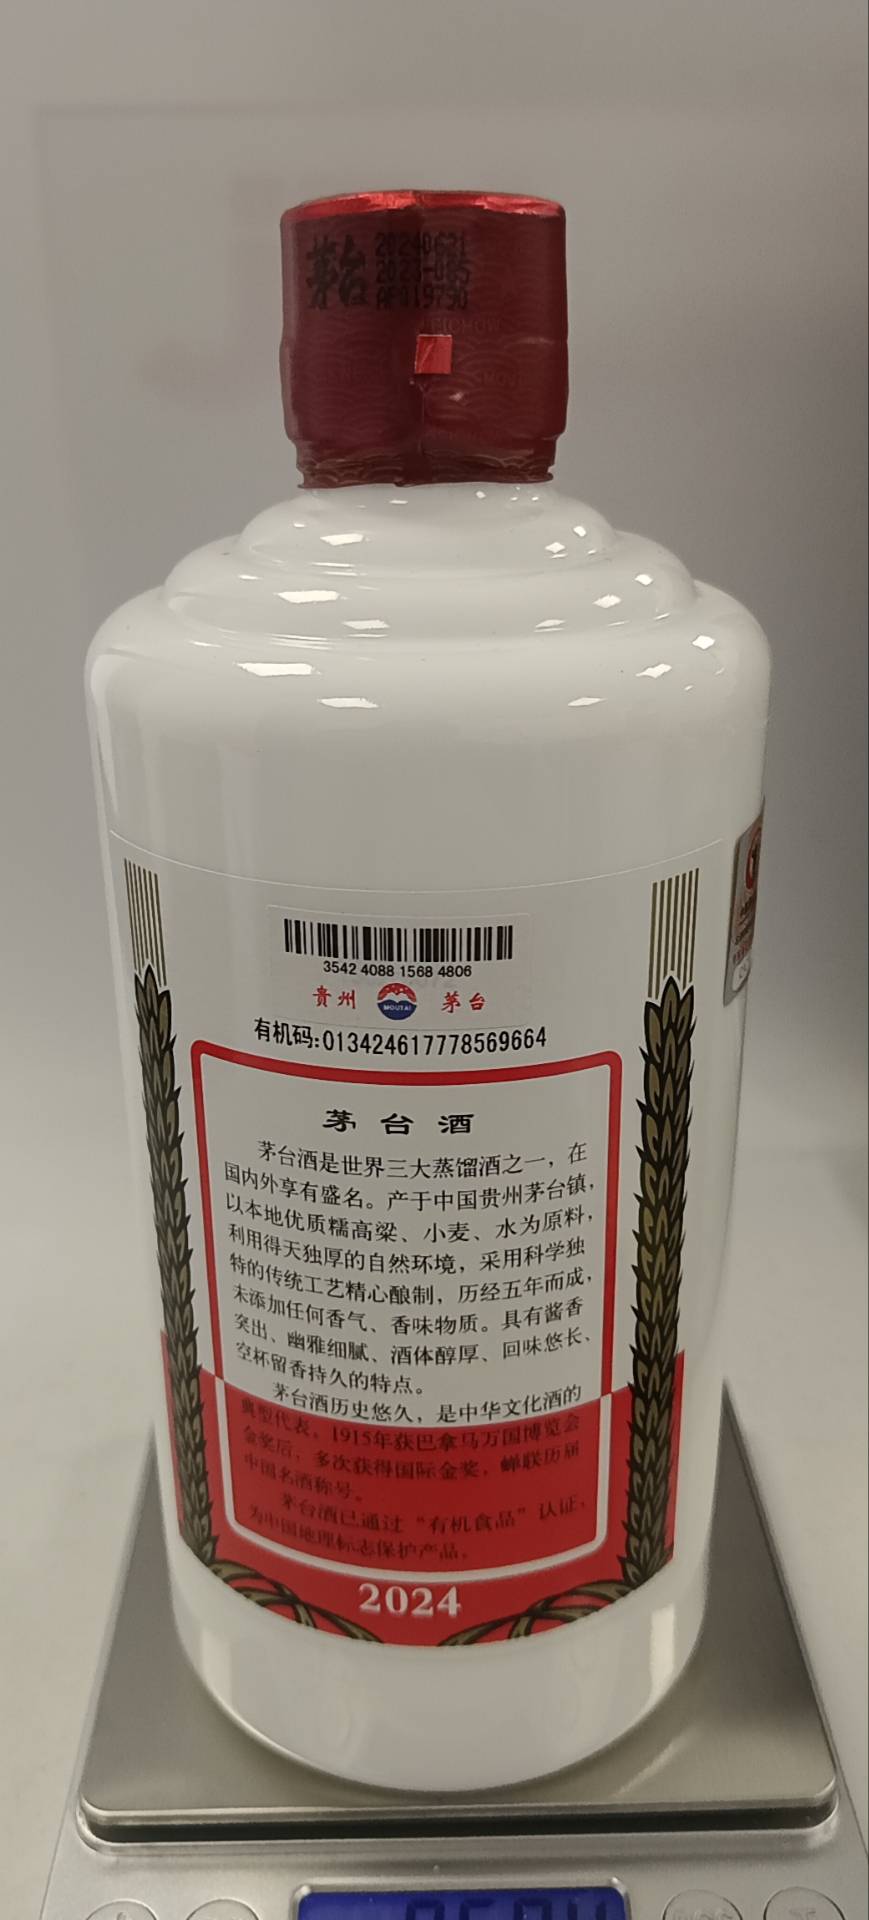 茅台
20240621
2023-085
AP019790
3542 4088 1568 4806
贵州 MOUTAI 茅台
有机码:013424617778569664
茅台酒
茅台酒是世界三大蒸馏酒之一，在
国内外享有盛名。产于中国贵州茅台镇，
以本地优质糯高粱、小麦、水为原料，
利用得天独厚的自然环境，采用科学独
特的传统工艺精心酿制，历经五年而成，
未添加任何香气、香味物质。具有酱香
突出、幽雅细腻、酒体醇厚、回味悠长、
空杯留香持久的特点。
茅台酒历史悠久，是中华文化酒的
典型代表。1915年获巴拿马万国博览会
金奖后，多次获得国际金奖，蝉联历届
中国名酒称号。
茅台酒已通过“有机食品”认证，
为中国地理标志保护产品。
2024